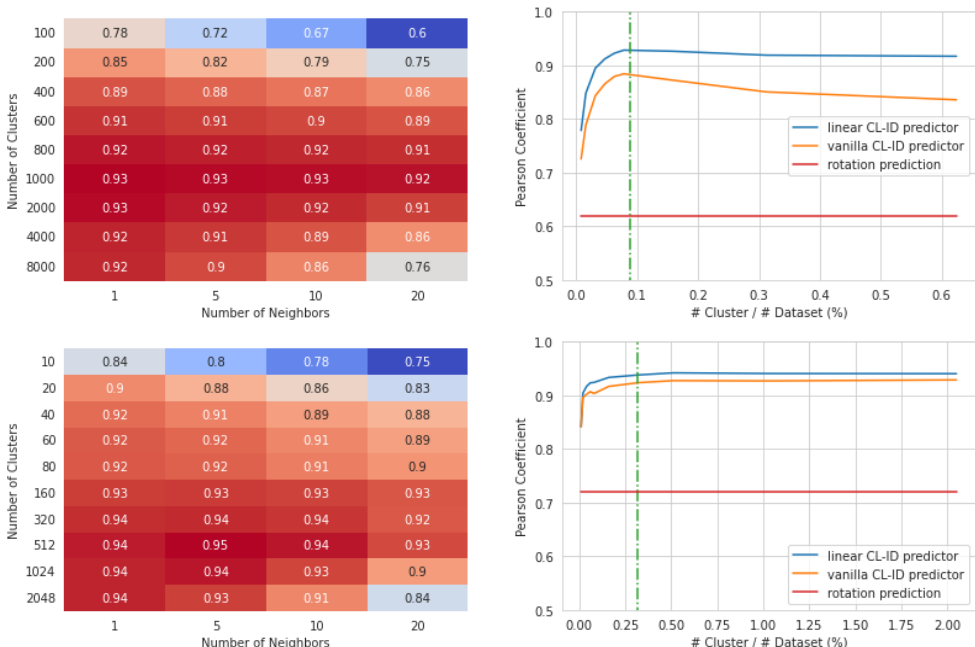 100 0.78 0.72 0.67 0.6
200 0.85 0.82 0.79 0.75
400 0.89 0.88 0.87 0.86
600 0.91 0.91 0.9 0.89
800 0.92 0.92 0.92 0.91
1000 0.93 0.93 0.93 0.92
2000 0.93 0.92 0.92 0.91
4000 0.92 0.91 0.89 0.86
8000 0.92 0.9 0.86 0.76
1 5 10 20
Number of Neighbors
Number of Clusters
1.0
0.9
0.8
0.7
0.6
0.5
Pearson Coefficient
linear CL-ID predictor
vanilla CL-ID predictor
rotation prediction
0.0 0.1 0.2 0.3 0.4 0.5 0.6
# Cluster / # Dataset (%)
10 0.84 0.8 0.78 0.75
20 0.9 0.88 0.86 0.83
40 0.92 0.91 0.89 0.88
60 0.92 0.92 0.91 0.89
80 0.92 0.92 0.91 0.9
160 0.93 0.93 0.93 0.93
320 0.94 0.94 0.94 0.92
512 0.94 0.95 0.94 0.93
1024 0.94 0.94 0.93 0.9
2048 0.94 0.93 0.91 0.84
1 5 10 20
Number of Neighbors
Number of Clusters
1.0
0.9
0.8
0.7
0.6
0.5
Pearson Coefficient
linear CL-ID predictor
vanilla CL-ID predictor
rotation prediction
0.00 0.25 0.50 0.75 1.00 1.25 1.50 1.75 2.00
# Cluster / # Dataset (%)